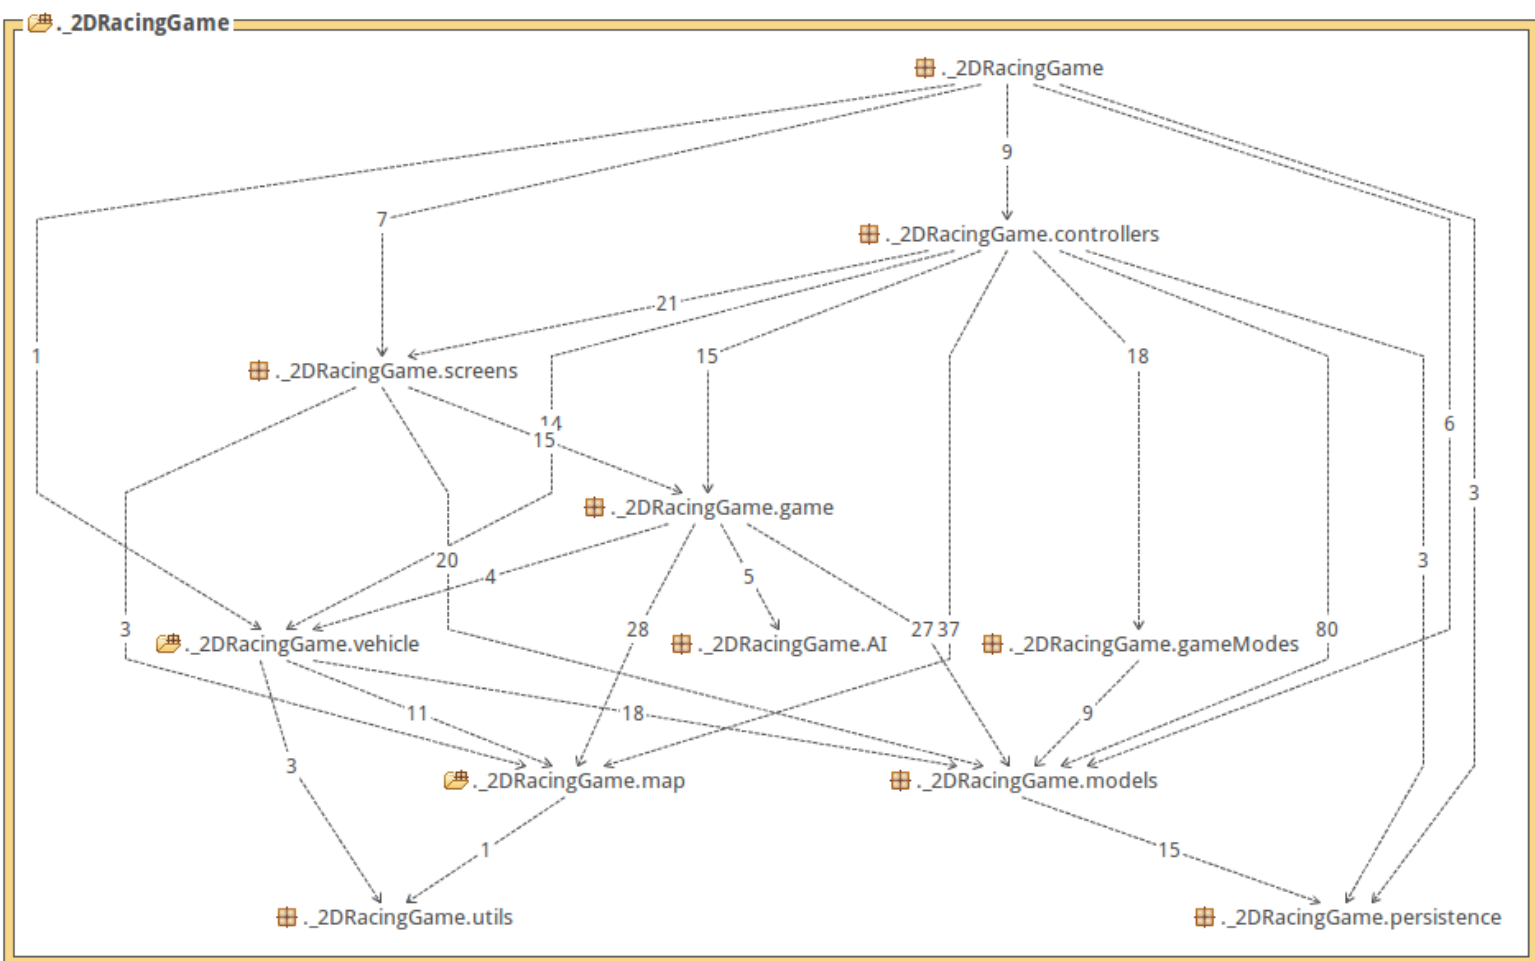 ._2DRacingGame
._2DRacingGame
9
7
._2DRacingGame.controllers
21
1
15
18
._2DRacingGame.screens
14
6
15
3
._2DRacingGame.game
20
3
4
5
3
28
27
37
80
._2DRacingGame.vehicle
._2DRacingGame.AI
._2DRacingGame.gameModes
11
18
9
3
._2DRacingGame.map
._2DRacingGame.models
1
15
._2DRacingGame.utils
._2DRacingGame.persistence